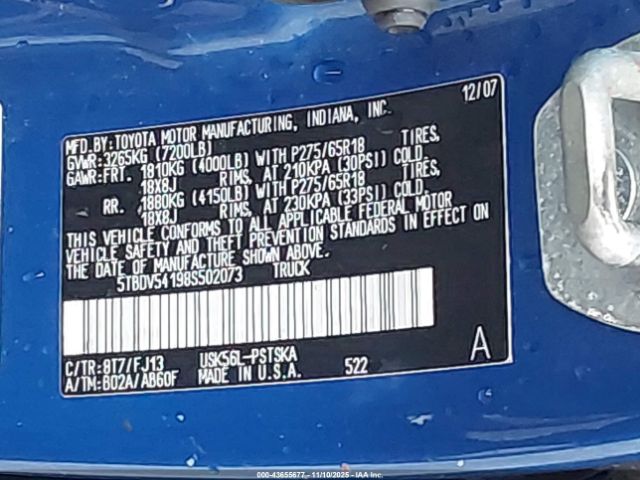 12/07
MFD.BY:TOYOTA MOTOR MANUFACTURING, INDIANA, INC.
GVWR:3265KG (7200LB)
GAWR:FRT. 1810KG (4000LB) WITH P275/65R18 TIRES,
18X8J RIMS, AT 210KPA (30PSI) COLD.
RR. 1880KG (4150LB) WITH P275/65R18 TIRES,
18X8J RIMS, AT 230KPA (33PSI) COLD.
THIS VEHICLE CONFORMS TO ALL APPLICABLE FEDERAL MOTOR
VEHICLE SAFETY AND THEFT PREVENTION STANDARDS IN EFFECT ON
THE DATE OF MANUFACTURE SHOWN ABOVE.
5TBDV54198S502073 TRUCK
C/TR:8T7/FJ13 USK56L-PSTSKA
A/TM:B02A/AB60F MADE IN U.S.A. 522 A
000-43655677 - 11/10/2025 - IAA Inc.